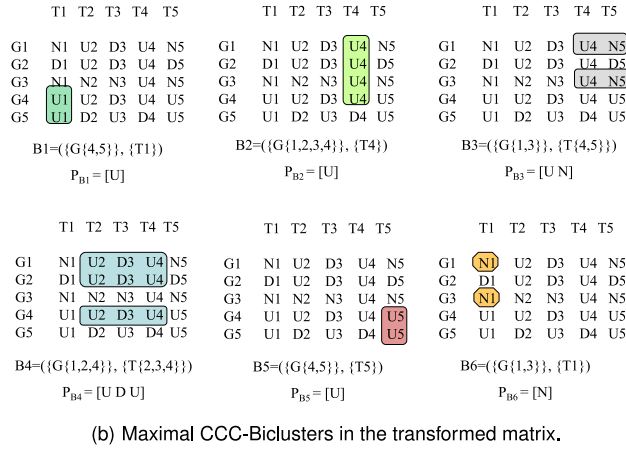 T1 T2 T3 T4 T5
G1 N1 U2 D3 U4 N5
G2 D1 U2 D3 U4 D5
G3 N1 N2 N3 U4 N5
G4 U1 U2 D3 U4 U5
G5 U1 D2 U3 D4 U5
B1=({G{4,5}}, {T1})
P_B1 = [U]
T1 T2 T3 T4 T5
G1 N1 U2 D3 U4 N5
G2 D1 U2 D3 U4 D5
G3 N1 N2 N3 U4 N5
G4 U1 U2 D3 U4 U5
G5 U1 D2 U3 D4 U5
B2=({G{1,2,3,4}}, {T4})
P_B2 = [U]
T1 T2 T3 T4 T5
G1 N1 U2 D3 U4 N5
G2 D1 U2 D3 U4 D5
G3 N1 N2 N3 U4 N5
G4 U1 U2 D3 U4 U5
G5 U1 D2 U3 D4 U5
B3=({G{1,3}}, {T{4,5}})
P_B3 = [U N]
T1 T2 T3 T4 T5
G1 N1 U2 D3 U4 N5
G2 D1 U2 D3 U4 D5
G3 N1 N2 N3 U4 N5
G4 U1 U2 D3 U4 U5
G5 U1 D2 U3 D4 U5
B4=({G{1,2,4}}, {T{2,3,4}})
P_B4 = [U D U]
T1 T2 T3 T4 T5
G1 N1 U2 D3 U4 N5
G2 D1 U2 D3 U4 D5
G3 N1 N2 N3 U4 N5
G4 U1 U2 D3 U4 U5
G5 U1 D2 U3 D4 U5
B5=({G{4,5}}, {T5})
P_B5 = [U]
T1 T2 T3 T4 T5
G1 N1 U2 D3 U4 N5
G2 D1 U2 D3 U4 D5
G3 N1 N2 N3 U4 N5
G4 U1 U2 D3 U4 U5
G5 U1 D2 U3 D4 U5
B6=({G{1,3}}, {T1})
P_B6 = [N]
(b) Maximal CCC-Biclusters in the transformed matrix.